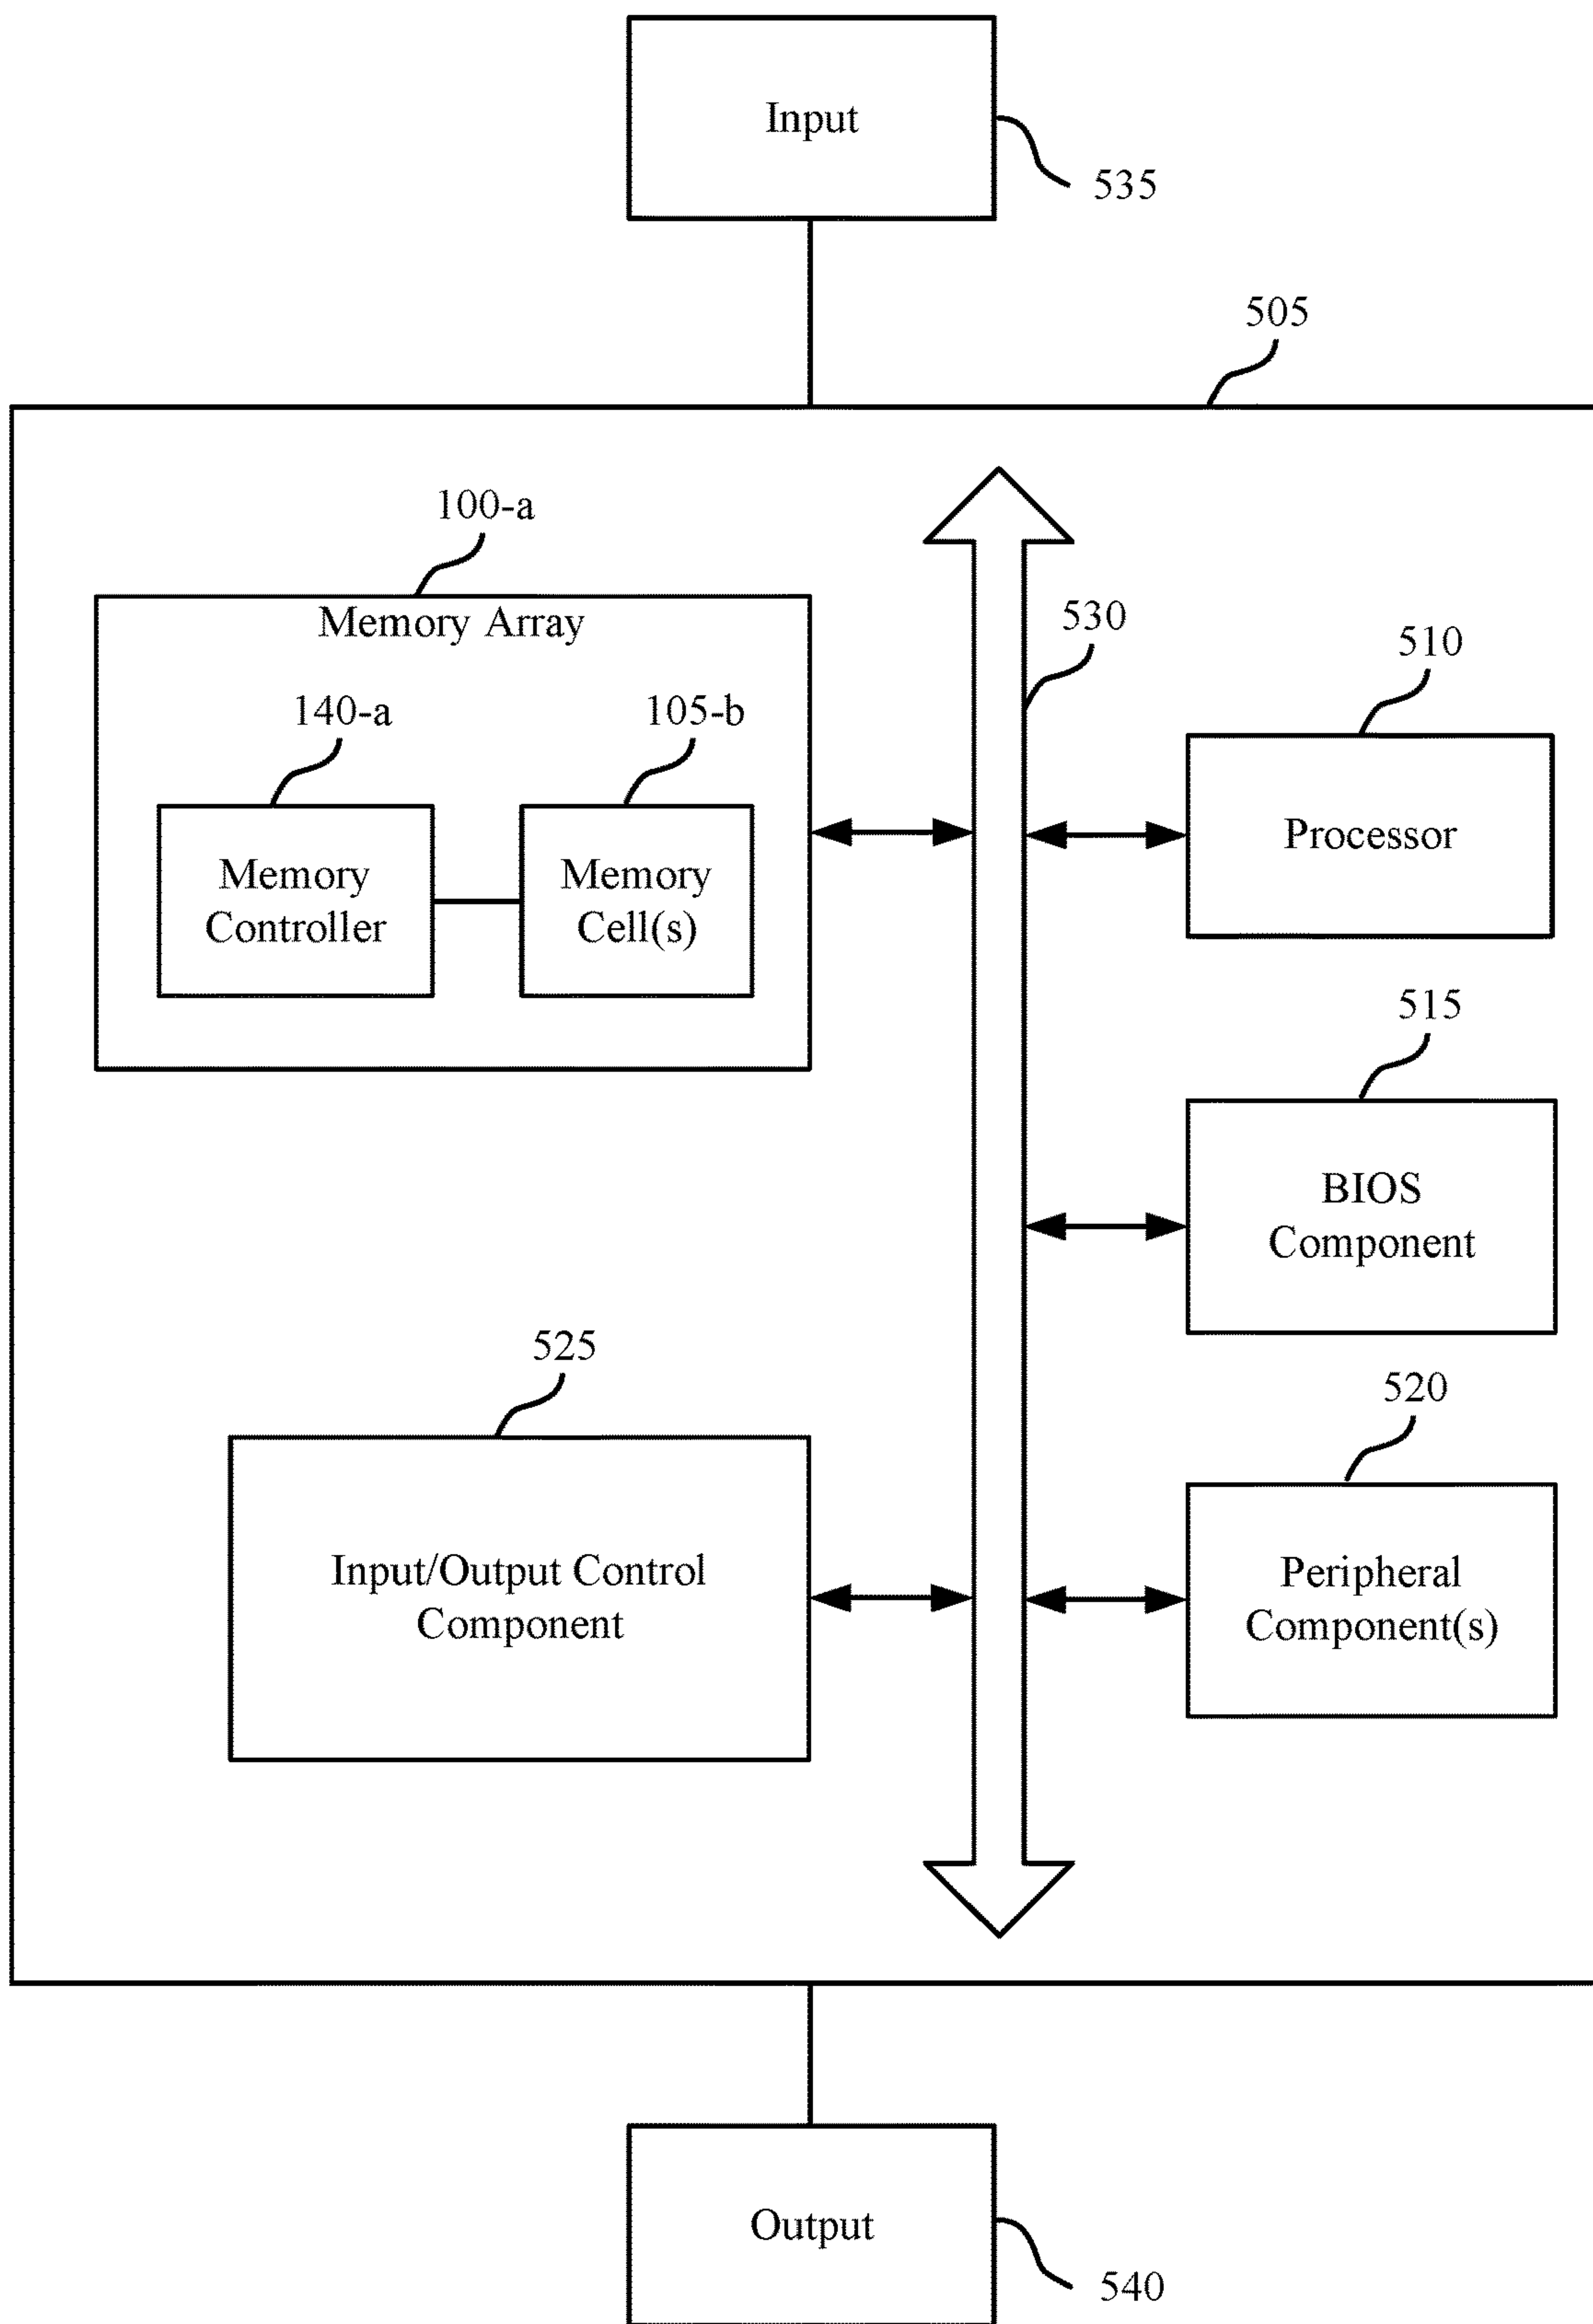 Input
535
505
100-a
Memory Array
530
510
140-a
105-b
Memory
Controller
Memory
Cell(s)
Processor
515
BIOS
Component
525
520
Input/Output Control
Component
Peripheral
Component(s)
Output
540